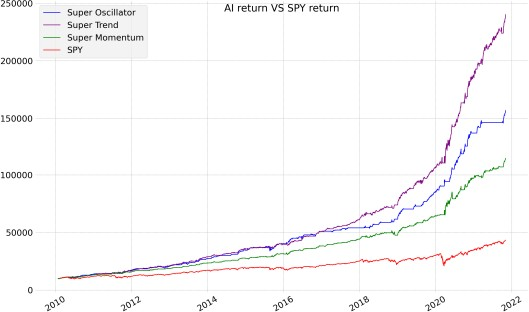 AI return VS SPY return
250000
Super Oscillator
Super Trend
Super Momentum
SPY
200000
150000
100000
50000
0
2010
2012
2014
2016
2018
2020
2022